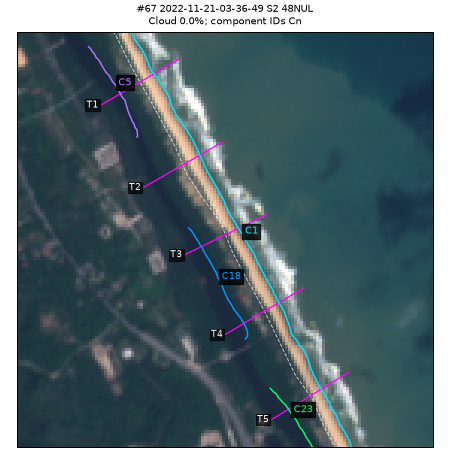 #67 2022-11-21-03-36-49 S2 48NUL
Cloud 0.0%; component IDs Cn
C5
T1
T2
C1
T3
C18
T4
C23
T5